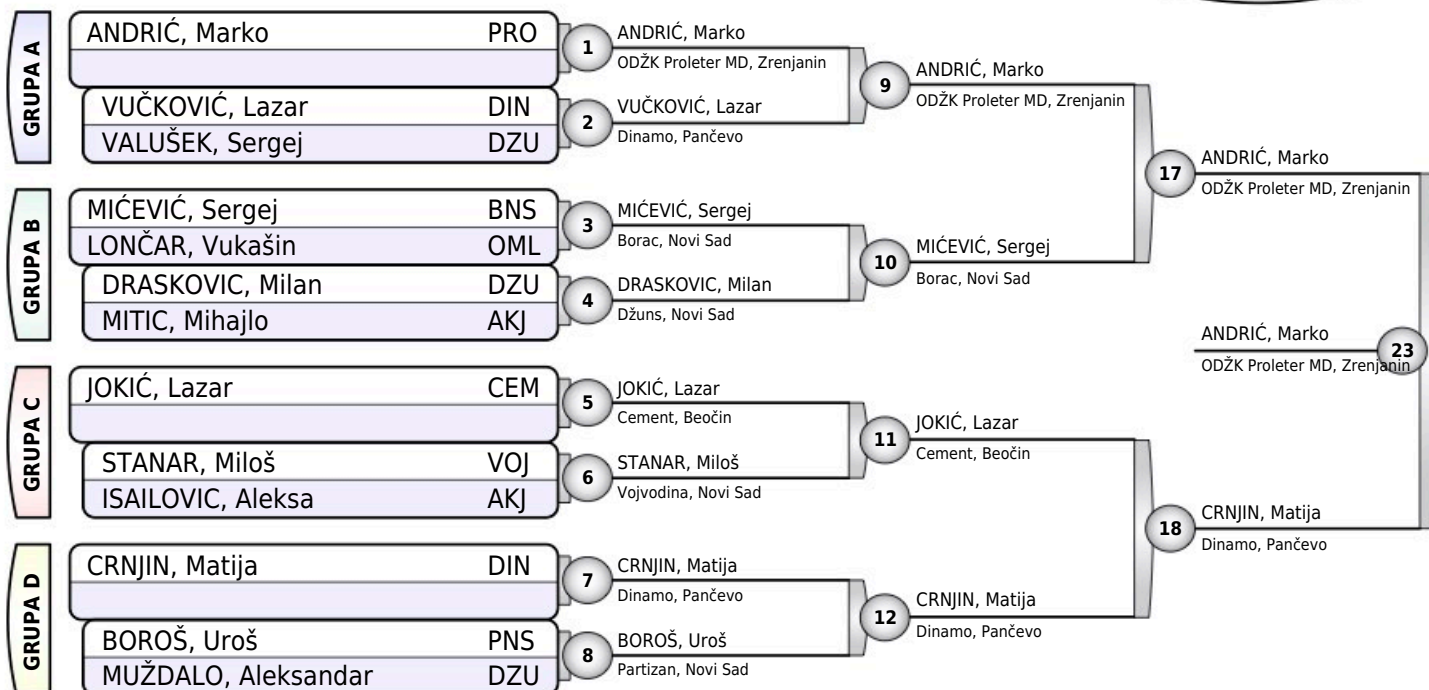 GRUPA A
ANDRIĆ, Marko PRO
VUČKOVIĆ, Lazar DIN
VALUŠEK, Sergej DZU
GRUPA B
MIĆEVIĆ, Sergej BNS
LONČAR, Vukašin OML
DRASKOVIC, Milan DZU
MITIC, Mihajlo AKJ
GRUPA C
JOKIĆ, Lazar CEM
STANAR, Miloš VOJ
ISAILOVIC, Aleksa AKJ
GRUPA D
CRNJIN, Matija DIN
BOROŠ, Uroš PNS
MUŽDALO, Aleksandar DZU
1
ANDRIĆ, Marko
ODŽK Proleter MD, Zrenjanin
2
VUČKOVIĆ, Lazar
Dinamo, Pančevo
3
MIĆEVIĆ, Sergej
Borac, Novi Sad
4
DRASKOVIC, Milan
Džuns, Novi Sad
5
JOKIĆ, Lazar
Cement, Beočin
6
STANAR, Miloš
Vojvodina, Novi Sad
7
CRNJIN, Matija
Dinamo, Pančevo
8
BOROŠ, Uroš
Partizan, Novi Sad
9
ANDRIĆ, Marko
ODŽK Proleter MD, Zrenjanin
10
MIĆEVIĆ, Sergej
Borac, Novi Sad
11
JOKIĆ, Lazar
Cement, Beočin
12
CRNJIN, Matija
Dinamo, Pančevo
17
ANDRIĆ, Marko
ODŽK Proleter MD, Zrenjanin
18
CRNJIN, Matija
Dinamo, Pančevo
23
ANDRIĆ, Marko
ODŽK Proleter MD, Zrenjanin